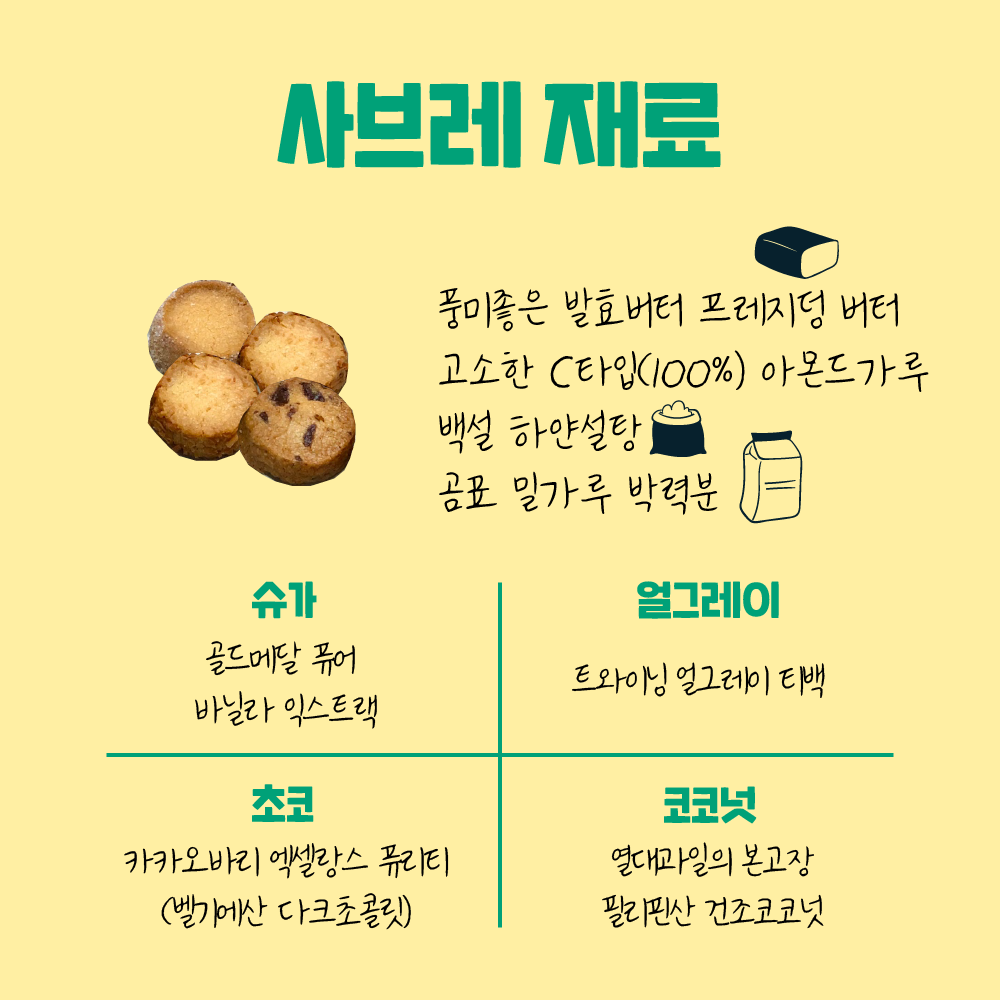 사브레 재료
풍미좋은 발효버터 프레지덩 버터
고소한 C타입(100%) 아몬드가루
백설 하얀설탕
곰표 밀가루 박력분
슈가
골드메달 퓨어
바닐라 익스트랙
얼그레이
트와이닝 얼그레이 티백
초코
카카오바리 엑셀랑스 퓨리티
(벨기에산 다크초콜릿)
코코넛
열대과일의 본고장
필리핀산 건조코코넛